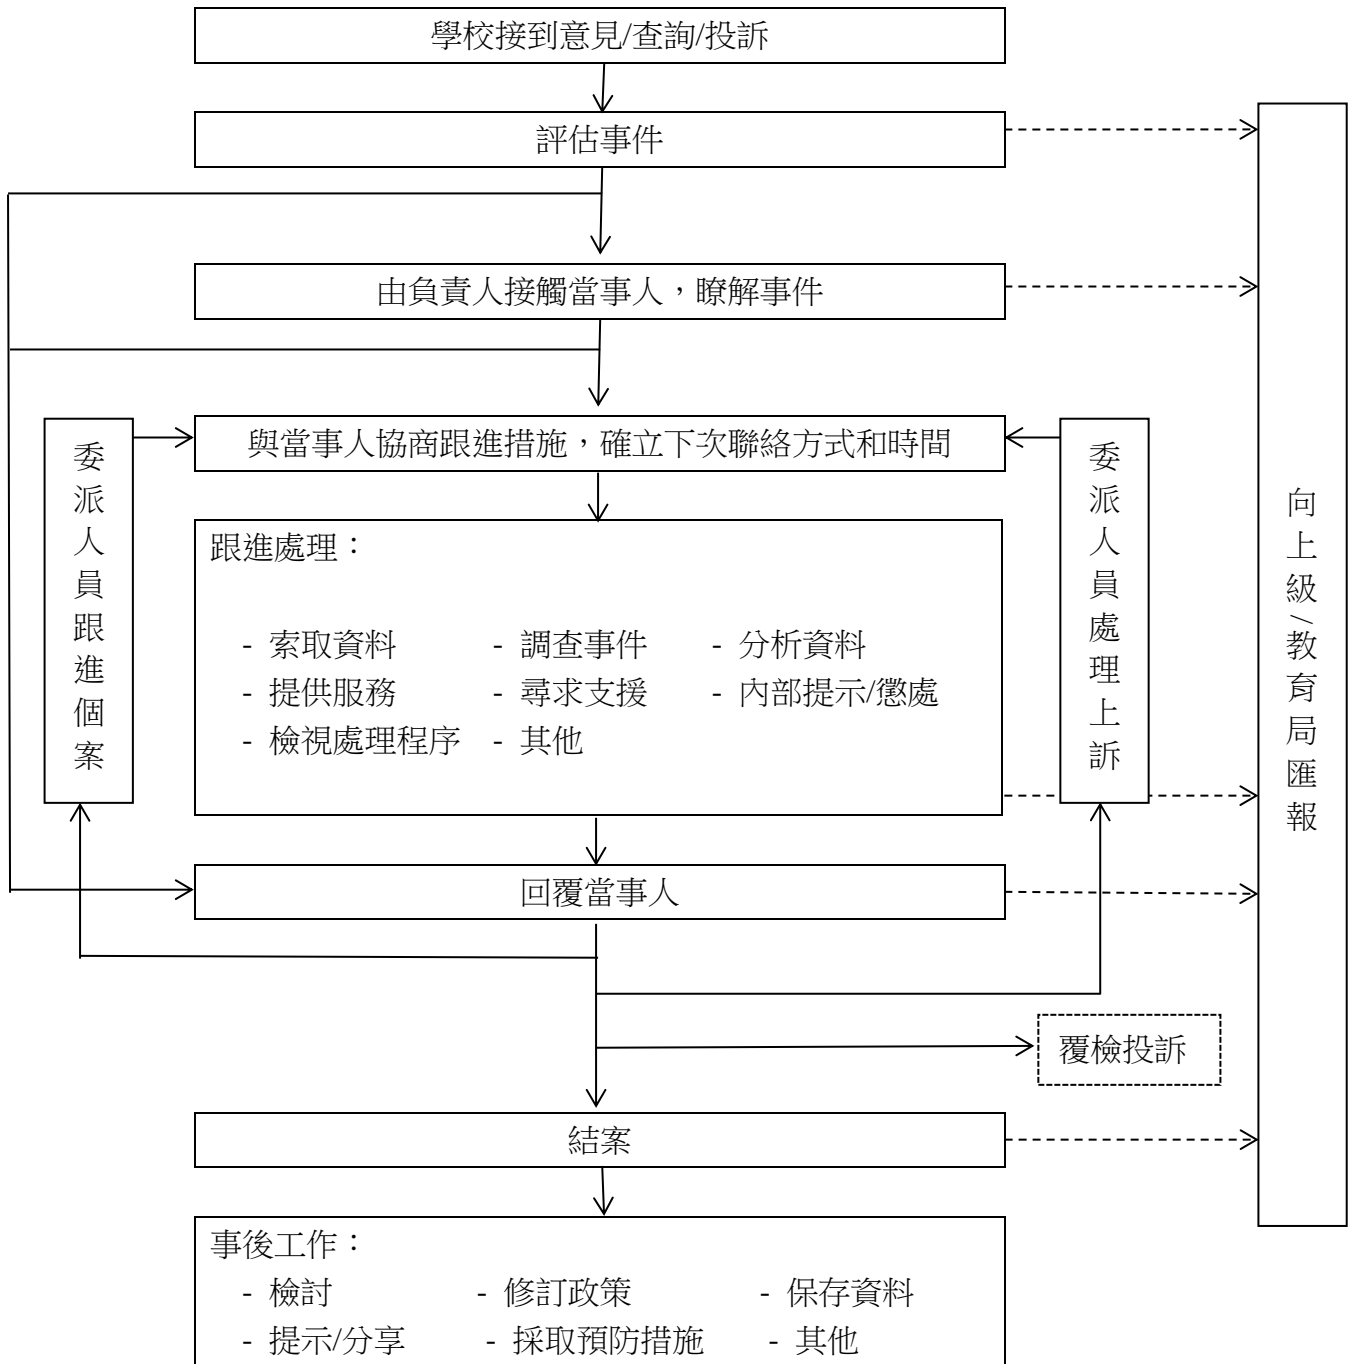 學校接到意見/查詢/投訴
評估事件
由負責人接觸當事人，瞭解事件
與當事人協商跟進措施，確立下次聯絡方式和時間
委派人員跟進個案
跟進處理：
- 索取資料 - 調查事件 - 分析資料
- 提供服務 - 尋求支援 - 內部提示/懲處
- 檢視處理程序 - 其他
委派人員處理上訴
向上級/教育局匯報
回覆當事人
覆檢投訴
結案
事後工作：
- 檢討 - 修訂政策 - 保存資料
- 提示/分享 - 採取預防措施 - 其他